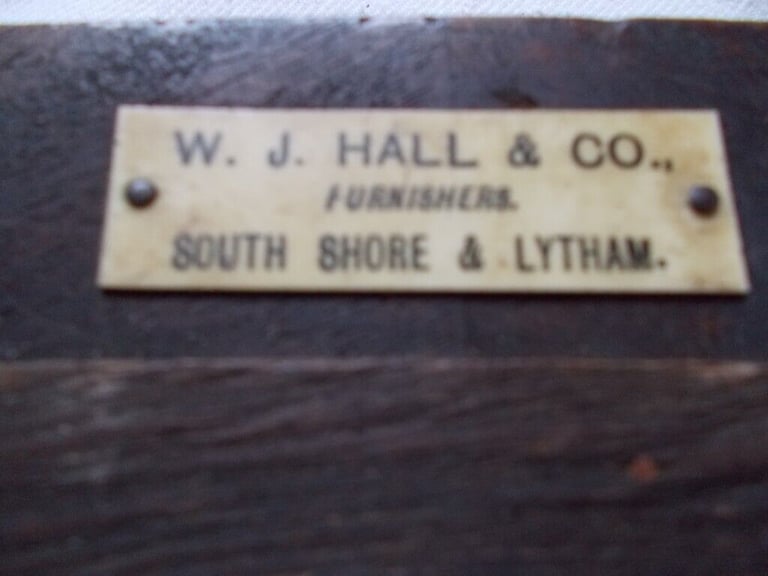 W. J. HALL & CO.,
FURNISHERS.
SOUTH SHORE & LYTHAM.